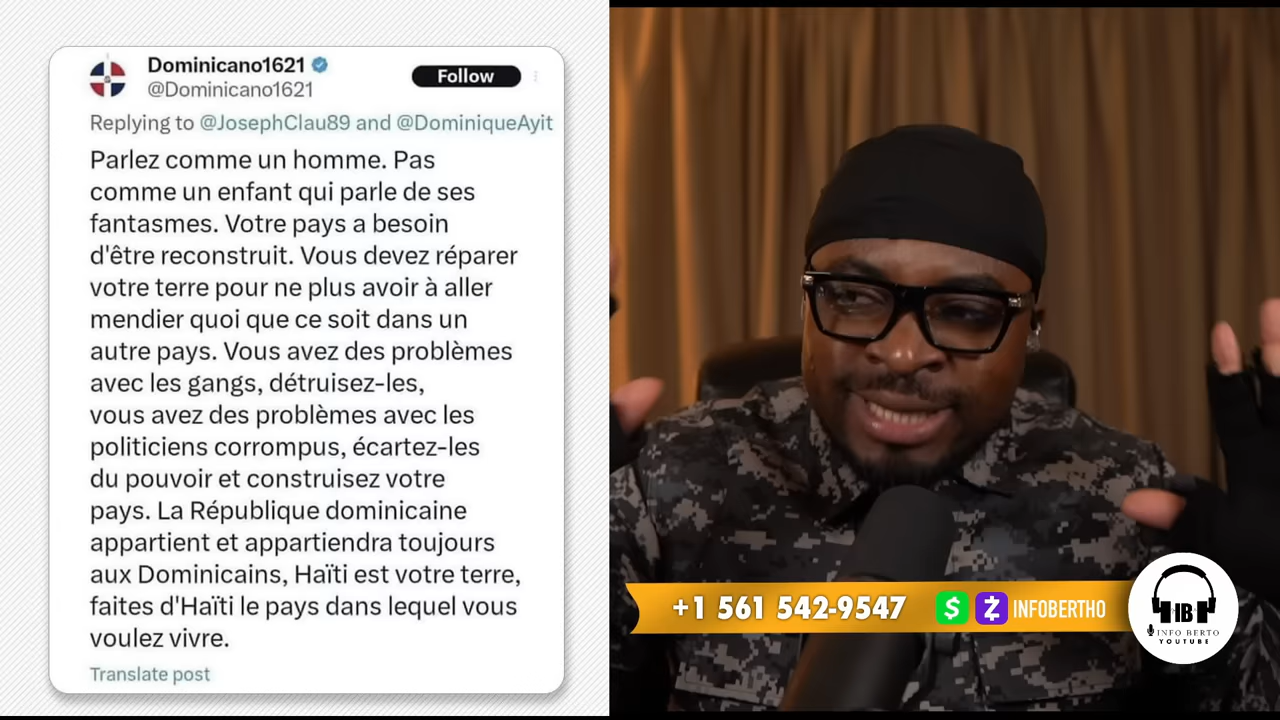 Dominicano1621
@Dominicano1621
Follow
Replying to @JosephClau89 and @DominiqueAyit
Parlez comme un homme. Pas
comme un enfant qui parle de ses
fantasmes. Votre pays a besoin
d'être reconstruit. Vous devez réparer
votre terre pour ne plus avoir à aller
mendier quoi que ce soit dans un
autre pays. Vous avez des problèmes
avec les gangs, détruisez-les,
vous avez des problèmes avec les
politiciens corrompus, écartez-les
du pouvoir et construisez votre
pays. La République dominicaine
appartient et appartiendra toujours
aux Dominicains, Haïti est votre terre,
faites d'Haïti le pays dans lequel vous
voulez vivre.
Translate post
+1 561 542-9547
$
INFOBERTHO
IB
INFO BERTO
YOUTUBE